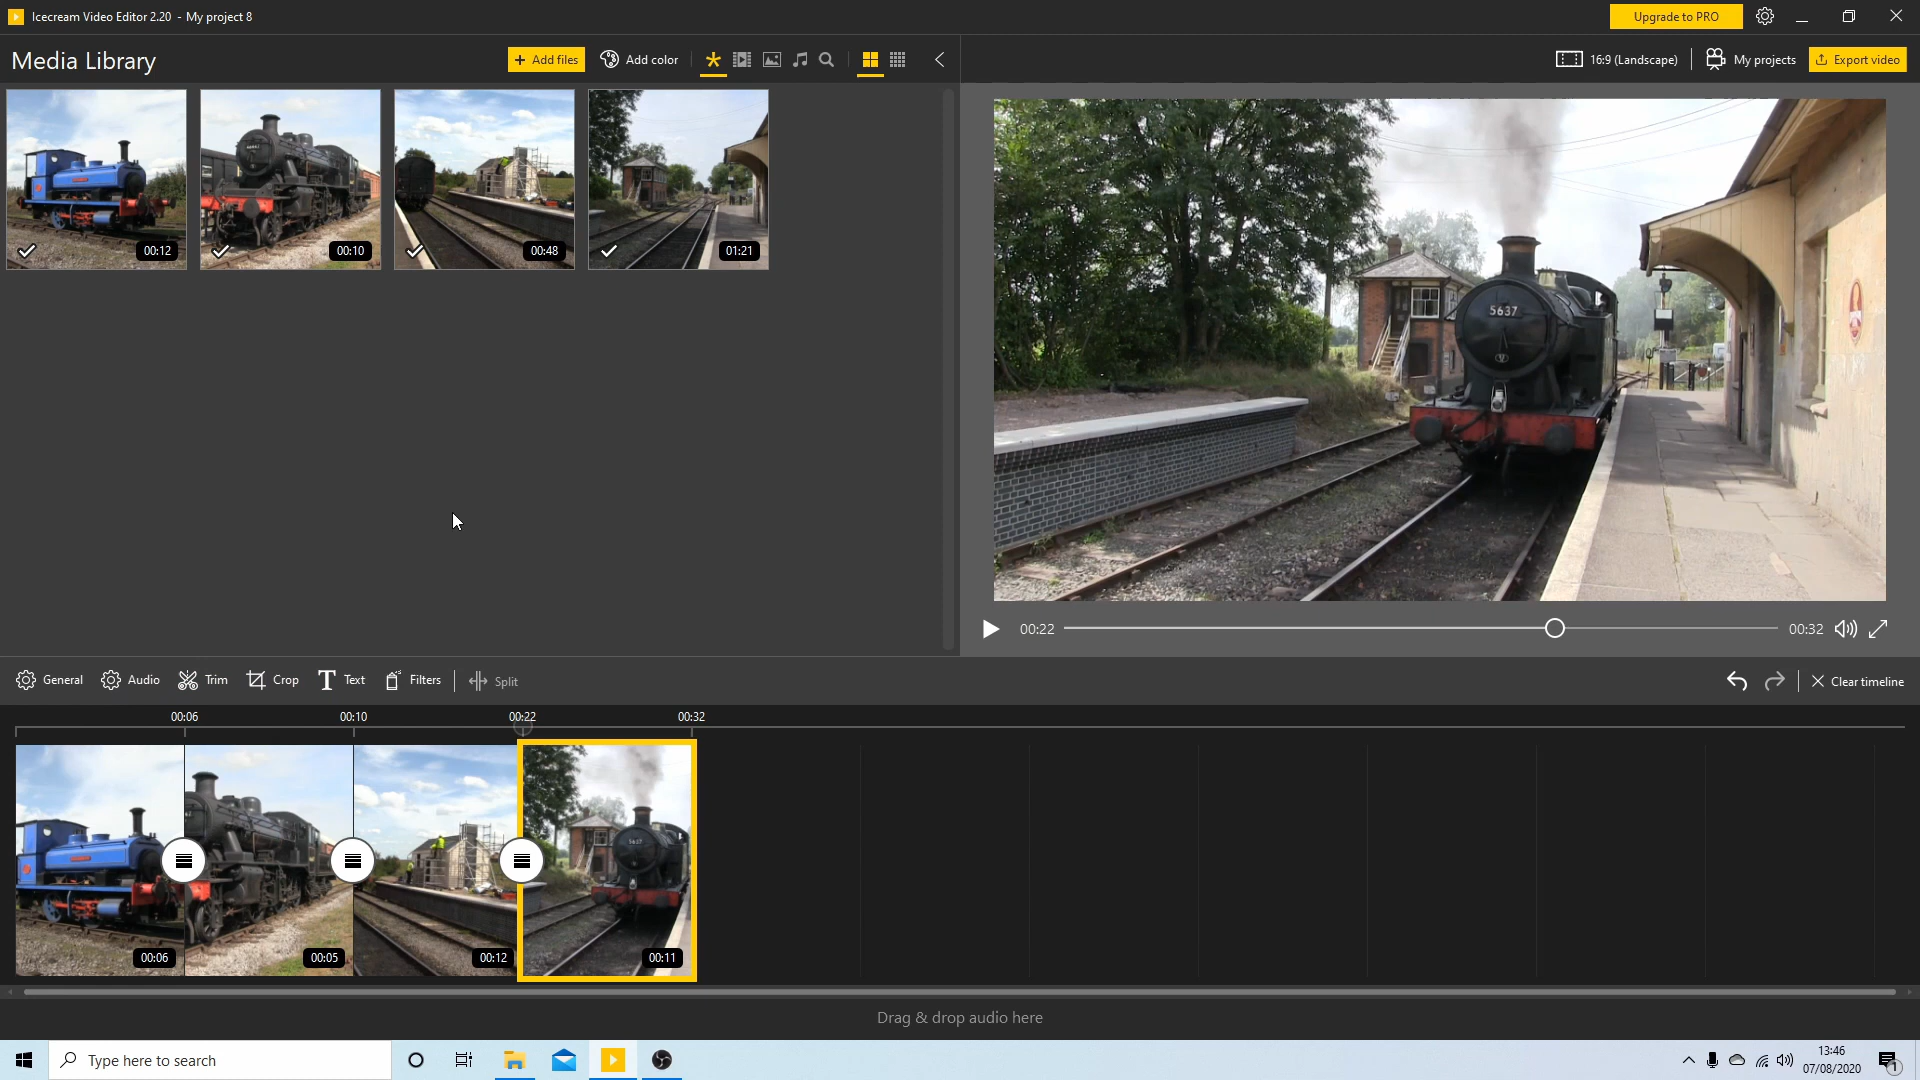 Icecream Video Editor 2.20 - My project 8
Upgrade to PRO
Media Library
Add files
Add color
16:9 (Landscape)
My projects
Export video
00:12
00:10
00:48
01:21
5637
00:22
00:32
General
Audio
Trim
Crop
Text
Filters
Split
Clear timeline
00:06
00:10
00:22
00:32
00:06
00:05
00:12
00:11
Drag & drop audio here
Type here to search
13:46
07/08/2020
1